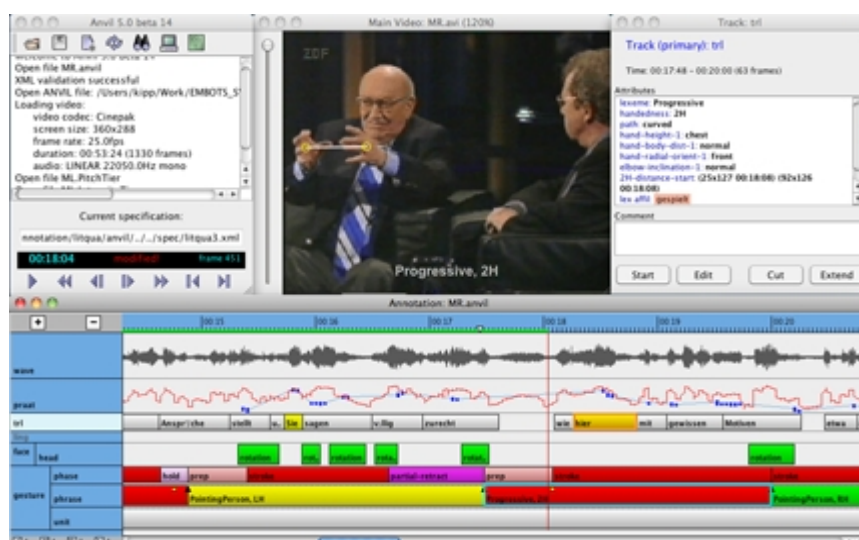 Anvil 5.0 beta 14
Open file MR.anvil
XML validation successful
Open ANVIL file: /Users/kipp/Work/EMBOTS_S
Loading video:
video codec: Cinepak
screen size: 360x288
frame rate: 25.0fps
duration: 00:53:24 (1330 frames)
audio: LINEAR 22050.0Hz mono
Open file ML.PitchTier
Current specification:
nnotation/litqua/anvil/../../spec/litqua3.xml
00:18:04 modified! frame 451
Main Video: MR.avi (120%)
ZDF
Progressive, 2H
Track: trl
Track (primary): trl
Time: 00:17:48 - 00:20:00 (63 frames)
Attributes
lexeme: Progressive
handedness: 2H
path: curved
hand-height-1: chest
hand-body-dist-1: normal
hand-radial-orient-1: front
elbow-inclination-1: normal
2H-distance-start: (25x127 00:18:08) (92x126
00:18:08)
lex affil: gespielt
Comment
Start Edit Cut Extend
Annotation: MR.anvil
00:15 00:16 00:17 00:18 00:19 00:20
wave
praat
trl stellt u. Sie sagen v.llig zurecht wie hier mit gewissen Motiven etwa
face head rotation rot. rotation rota. rotat. rotation
gesture
phase hold prep stroke partial-retract prep stroke stroke
phrase PointingPerson, LH Progressive, 2H PointingPerson, RH
unit